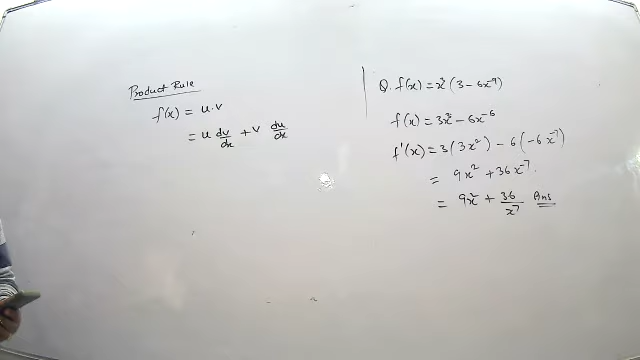 Product Rule
f(x) = u.v
= u dv/dx + v du/dx
Q. f(x) = x³(3 - 6x⁻⁹)
f(x) = 3x³ - 6x⁻⁶
f'(x) = 3(3x²) - 6(-6x⁻⁷)
= 9x² + 36x⁻⁷.
= 9x² + 36/x⁷ Ans